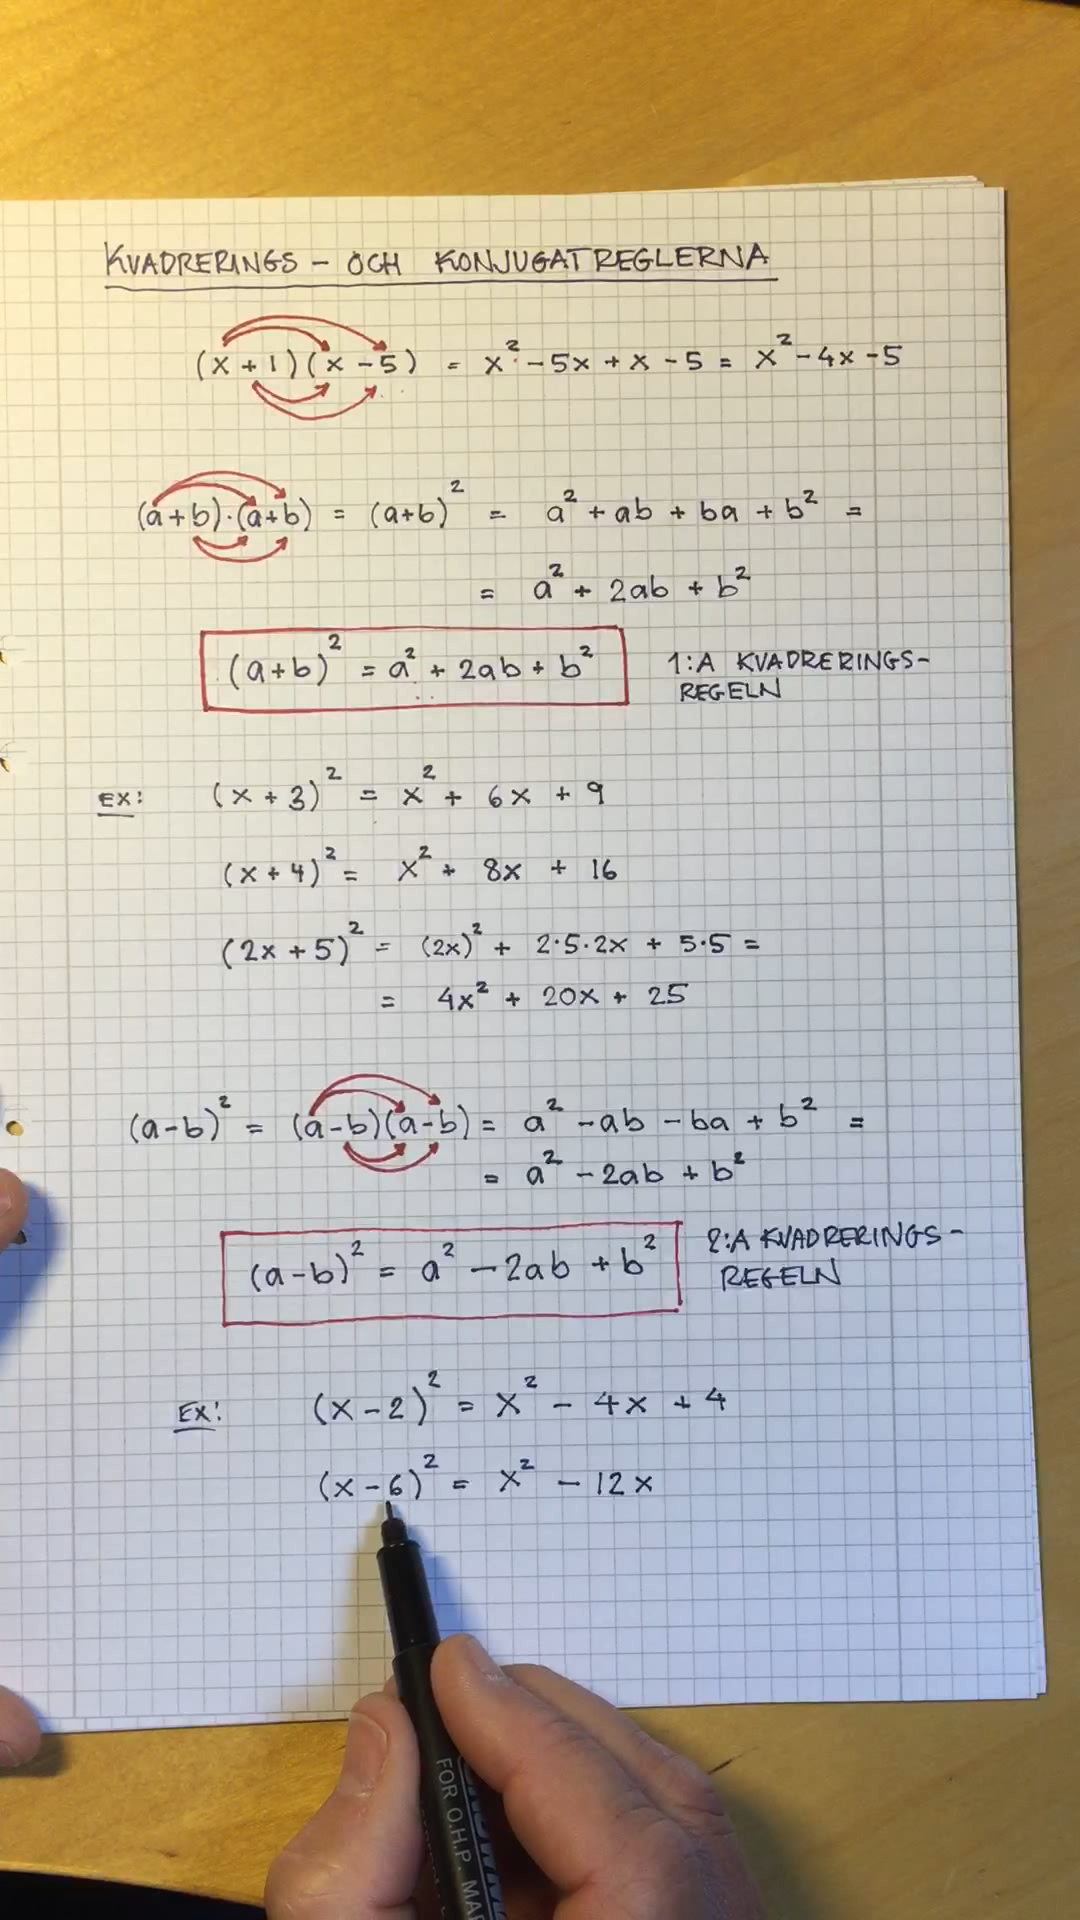 KVADRERINGS- OCH KONJUGATREGLERNA
(x + 1)(x - 5) = x² - 5x + x - 5 = x² - 4x - 5
(a+b)·(a+b) = (a+b)² = a² + ab + ba + b² =
= a² + 2ab + b²
(a+b)² = a² + 2ab + b²
1:A KVADRERINGS-
REGELN
EX: (x + 3)² = x² + 6x + 9
(x + 4)² = x² + 8x + 16
(2x + 5)² = (2x)² + 2·5·2x + 5·5 =
= 4x² + 20x + 25
(a-b)² = (a-b)(a-b) = a² - ab - ba + b² =
= a² - 2ab + b²
(a-b)² = a² - 2ab + b²
2:A KVADRERINGS-
REGELN
EX: (x - 2)² = x² - 4x + 4
(x - 6)² = x² - 12x
FOR O.H.P.